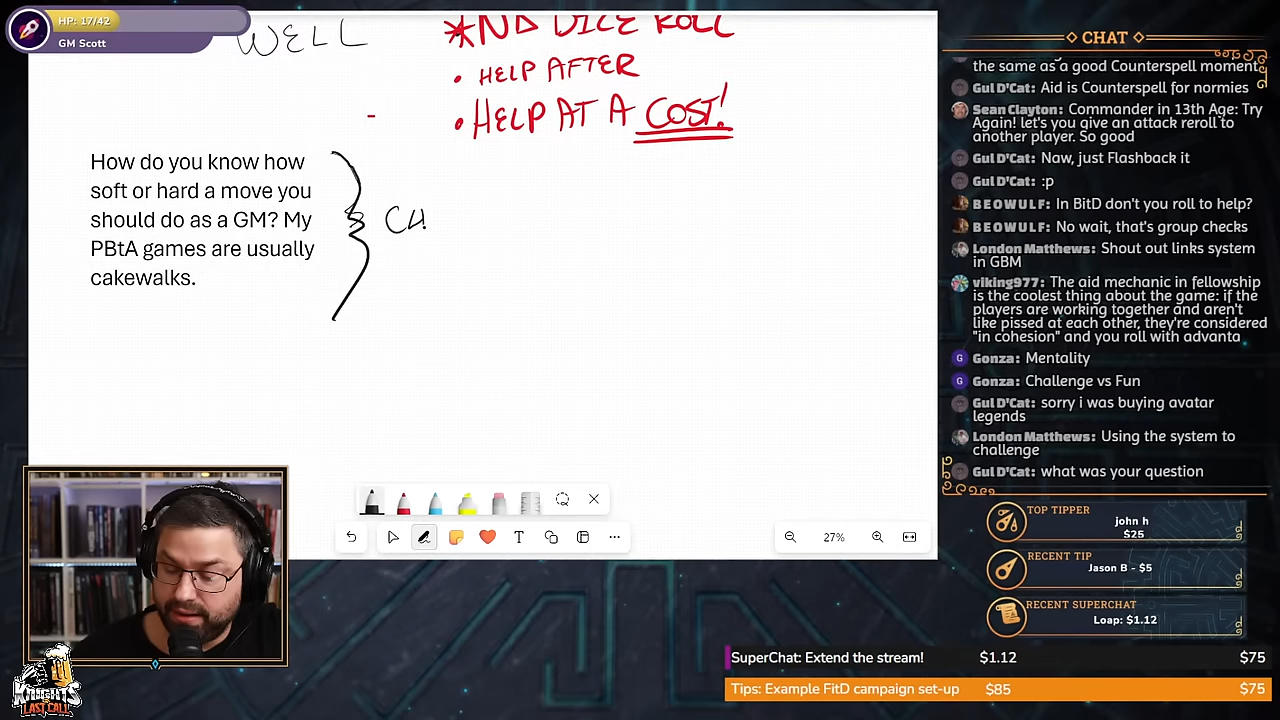 HP: 17/42
GM Scott
WELL
*NO DICE ROLL
• HELP AFTER
• HELP AT A COST!
How do you know how
soft or hard a move you
should do as a GM? My
PBtA games are usually
cakewalks.
27%
KNIGHTS
LAST CALL
CHAT
the same as a good Counterspell moment
Gul D'Cat: Aid is Counterspell for normies
Sean Clayton: Commander in 13th Age: Try
Again! let's you give an attack reroll to
another player. So good
Gul D'Cat: Naw, just Flashback it
Gul D'Cat: :p
BEOWULF: In BitD don't you roll to help?
BEOWULF: No wait, that's group checks
London Matthews: Shout out links system
in GBM
viking977: The aid mechanic in fellowship
is the coolest thing about the game: if the
players are working together and aren't
like pissed at each other, they're considered
"in cohesion" and you roll with advanta
Gonza: Mentality
Gonza: Challenge vs Fun
Gul D'Cat: sorry i was buying avatar
legends
London Matthews: Using the system to
challenge
Gul D'Cat: what was your question
TOP TIPPER
john h
$25
RECENT TIP
Jason B - $5
RECENT SUPERCHAT
Loap: $1.12
SuperChat: Extend the stream! $1.12 $75
Tips: Example FitD campaign set-up $85 $75